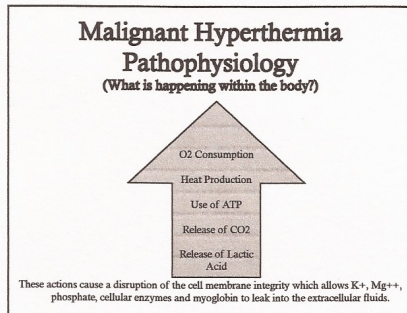 Malignant Hyperthermia
Pathophysiology
(What is happening within the body?)
O2 Consumption
Heat Production
Use of ATP
Release of CO2
Release of Lactic
Acid
These actions cause a disruption of the cell membrane integrity which allows K+, Mg++,
phosphate, cellular enzymes and myoglobin to leak into the extracellular fluids.